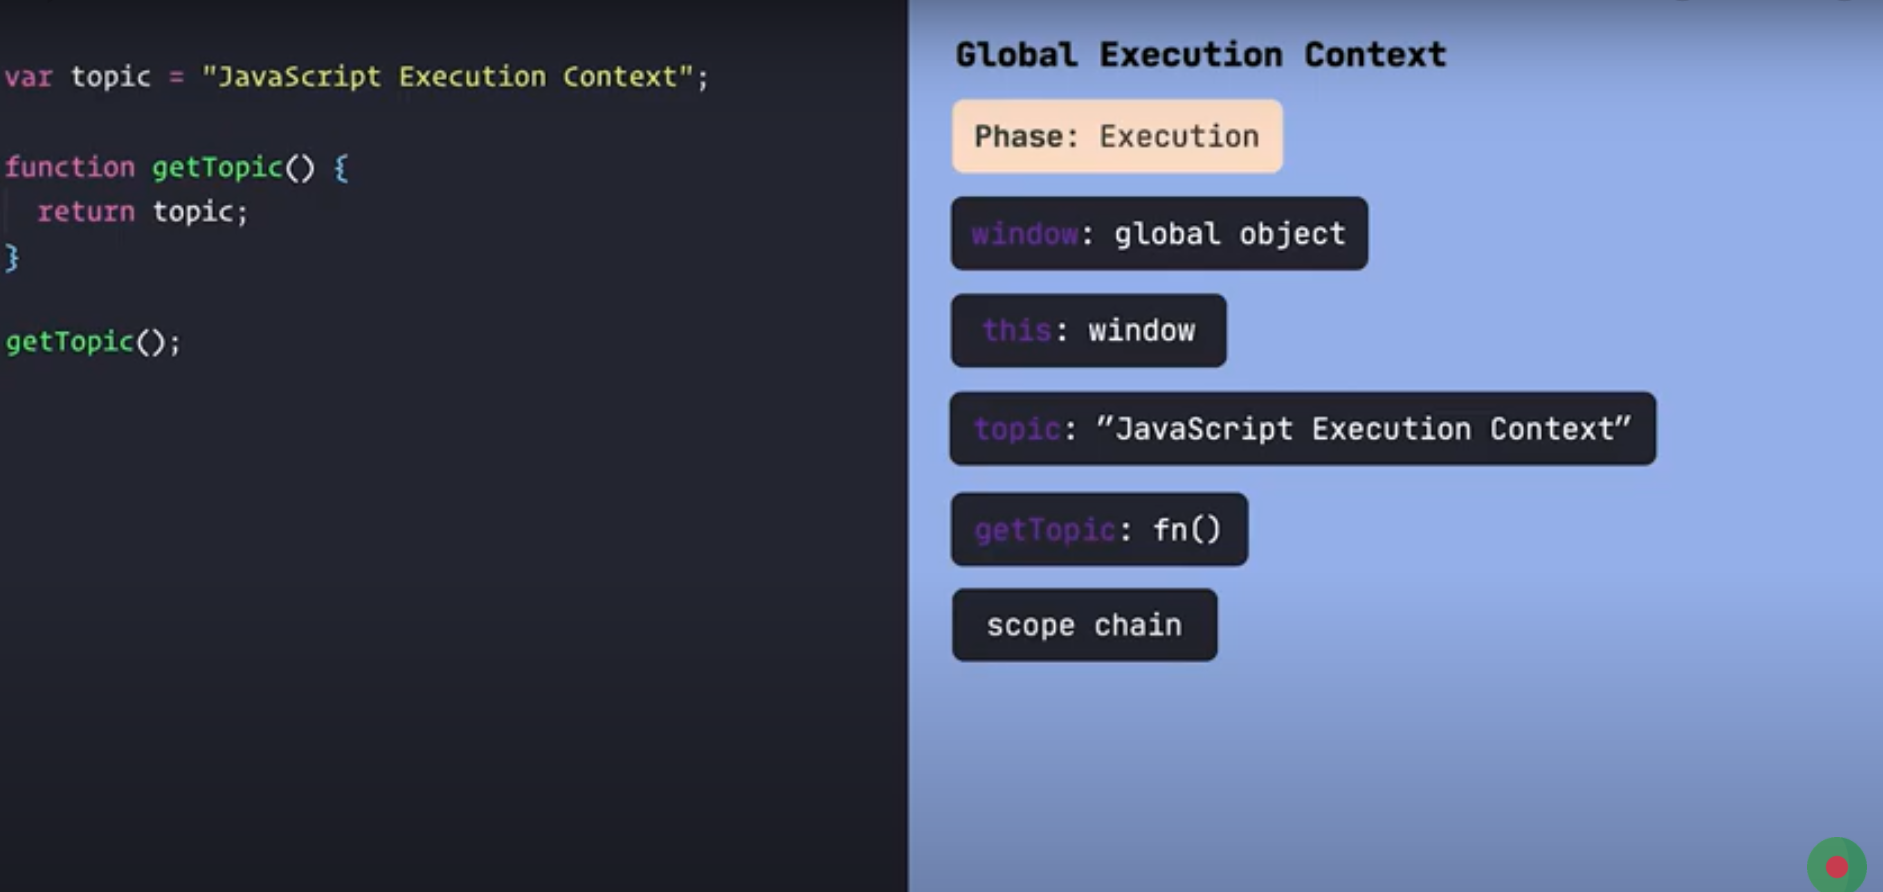 var topic = "JavaScript Execution Context";
function getTopic() {
return topic;
}
getTopic();
Global Execution Context
Phase: Execution
window: global object
this: window
topic: ”JavaScript Execution Context”
getTopic: fn()
scope chain